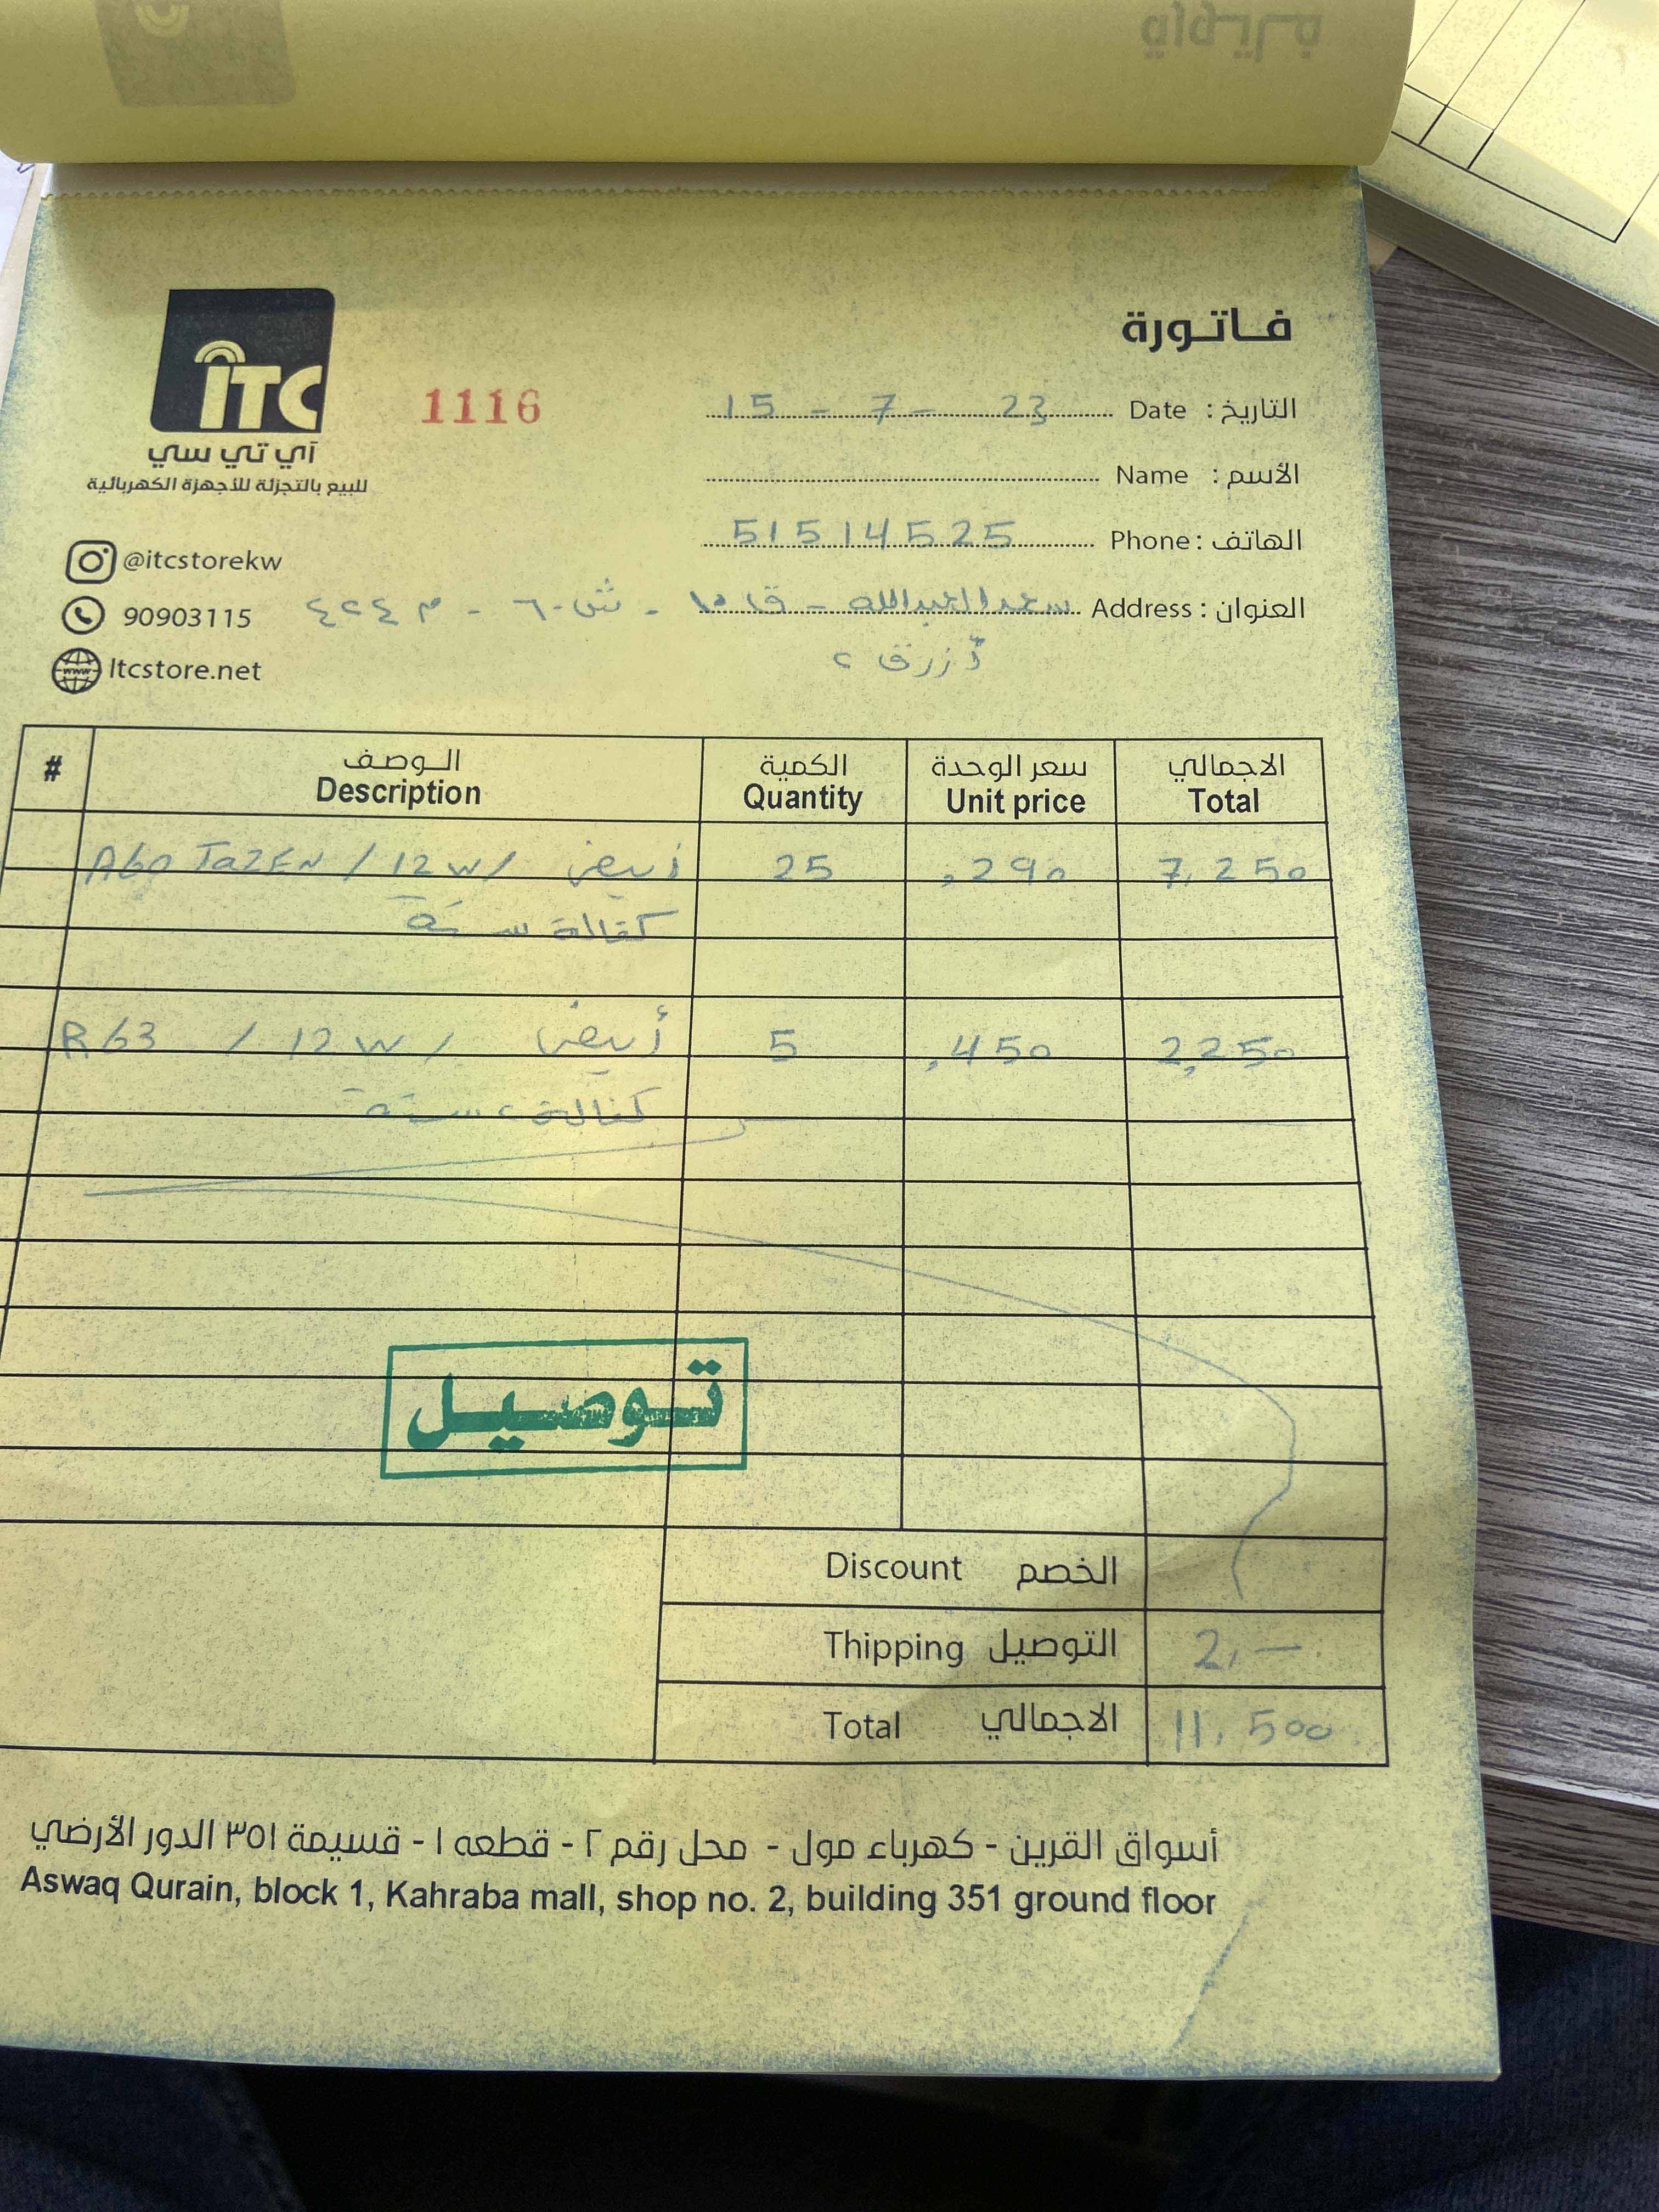 فاتورة
ITC
آي تي سي
للبيع بالتجزئة للأجهزة الكهربائية
1116
التاريخ : Date 15 - 7 - 23
الأسم : Name
الهاتف : Phone 51514525
العنوان : Address سعد العبدالله - ق ١٠ - ش ٦٠ - م ٤٢٤
أزرق ٢
@itcstorekw
90903115
Itcstore.net
# الوصف الكمية سعر الوحدة الاجمالي
Description Quantity Unit price Total
A60 / 12W / أبيض 25 ,290 7,250
كفالة سنة
R63 / 12W / أبيض 5 ,450 2,250
كفالة ٢ سنة
توصيل
Discount الخصم
Thipping التوصيل 2,—
Total الاجمالي 11,500
أسواق القرين - كهرباء مول - محل رقم ٢ - قطعه ١ - قسيمة ٣٥١ الدور الأرضي
Aswaq Qurain, block 1, Kahraba mall, shop no. 2, building 351 ground floor